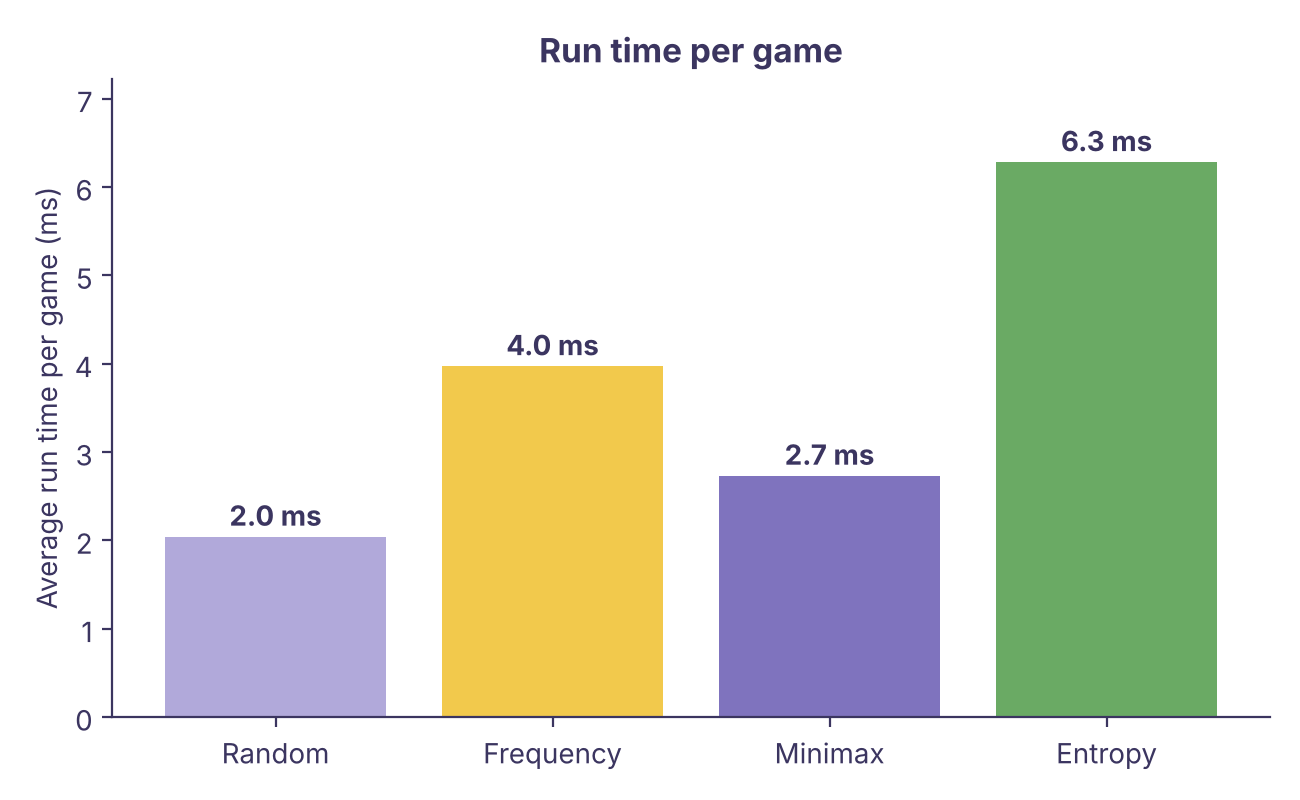 Run time per game
Average run time per game (ms)
7
6
5
4
3
2
1
0
2.0 ms
4.0 ms
2.7 ms
6.3 ms
Random
Frequency
Minimax
Entropy